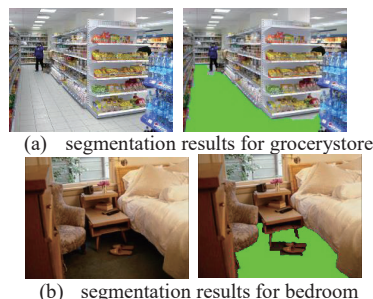 (a) segmentation results for grocerystore
(b) segmentation results for bedroom